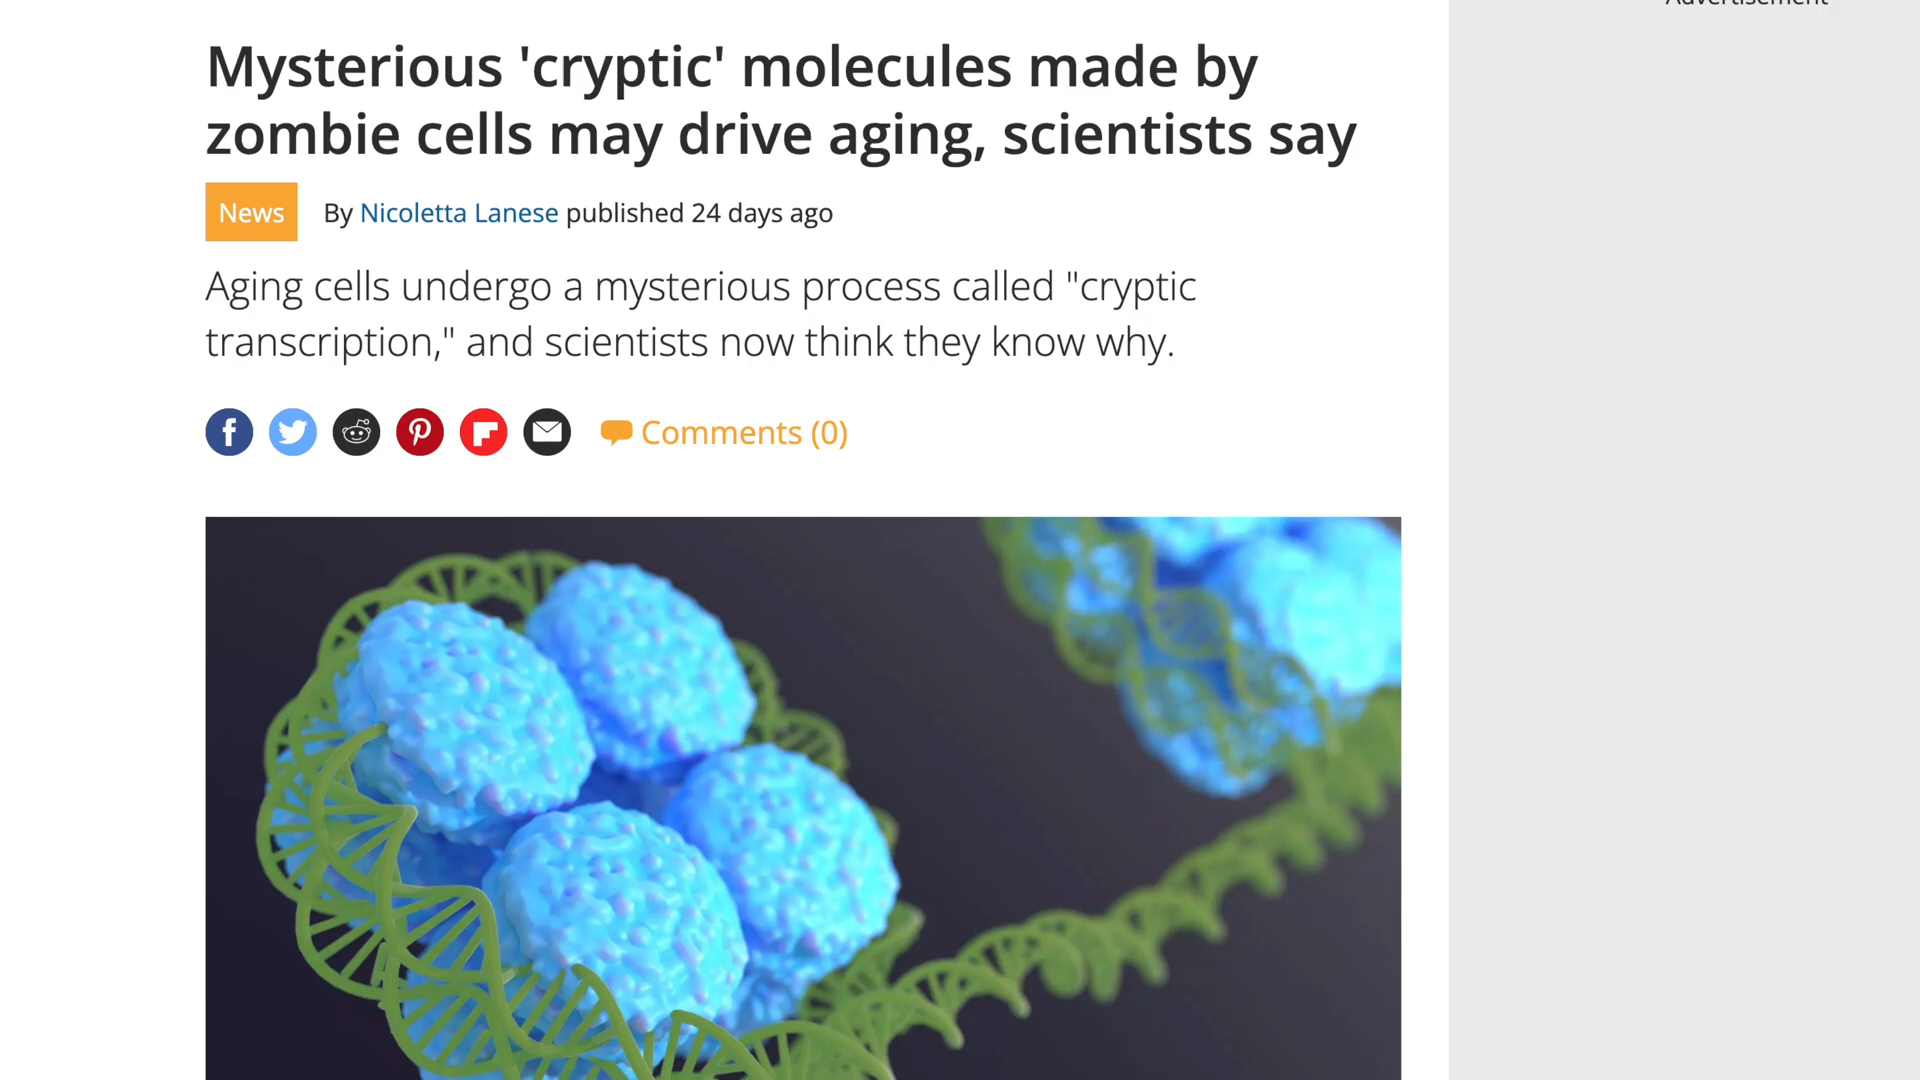 Advertisement
Mysterious 'cryptic' molecules made by
zombie cells may drive aging, scientists say
News
By Nicoletta Lanese published 24 days ago
Aging cells undergo a mysterious process called "cryptic
transcription," and scientists now think they know why.
Comments (0)